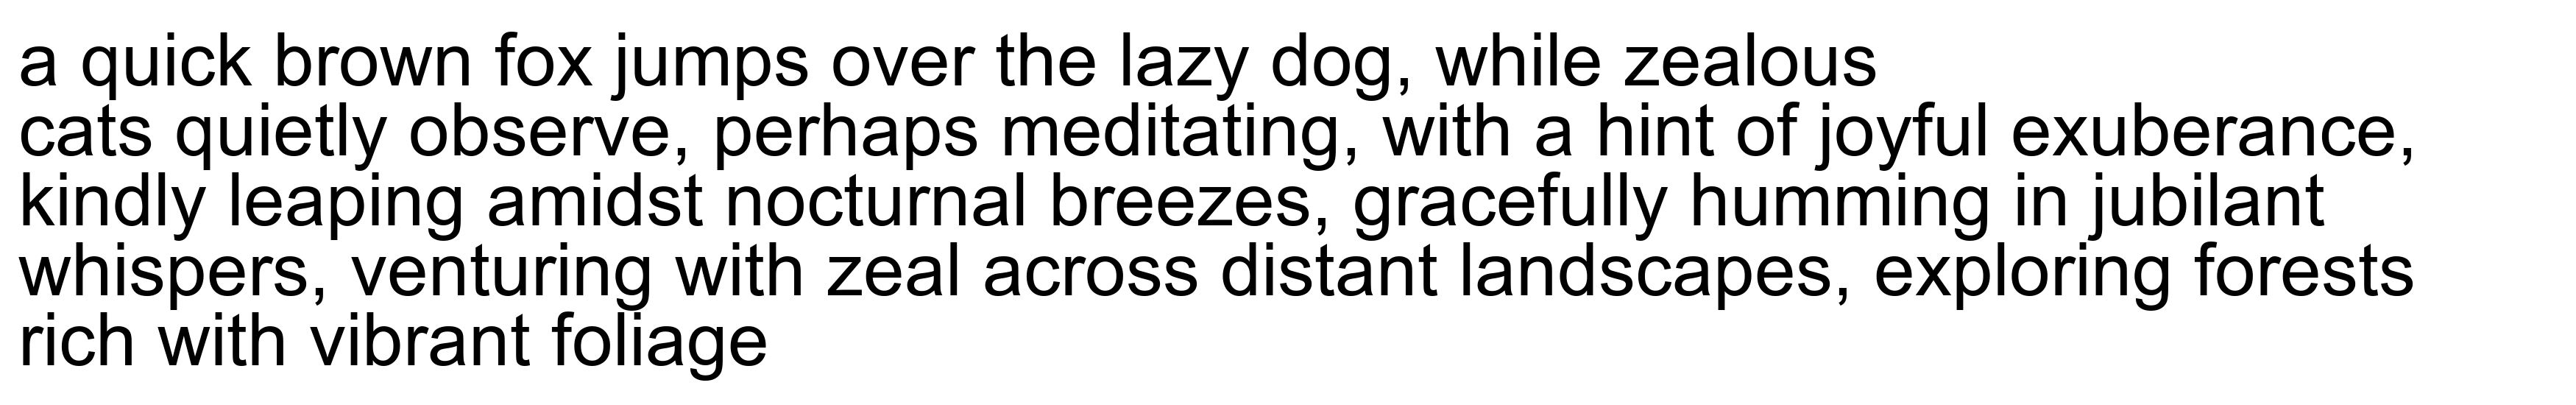 a quick brown fox jumps over the lazy dog, while zealous
cats quietly observe, perhaps meditating, with a hint of joyful exuberance,
kindly leaping amidst nocturnal breezes, gracefully humming in jubilant
whispers, venturing with zeal across distant landscapes, exploring forests
rich with vibrant foliage